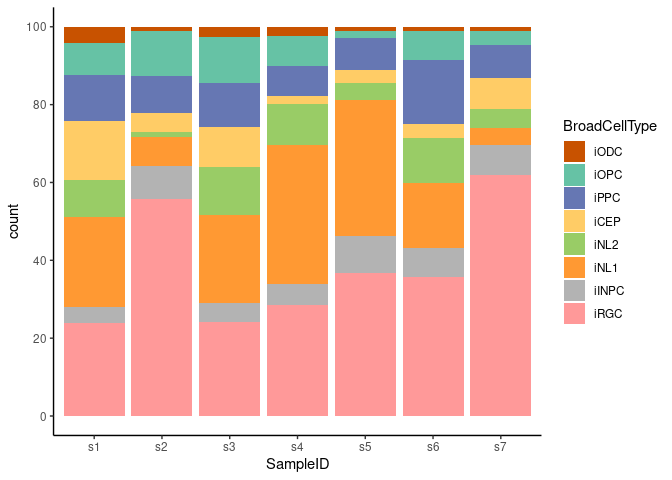 100
80
60
40
20
0
count
s1 s2 s3 s4 s5 s6 s7
SampleID
BroadCellType
iODC
iOPC
iPPC
iCEP
iNL2
iNL1
iINPC
iRGC